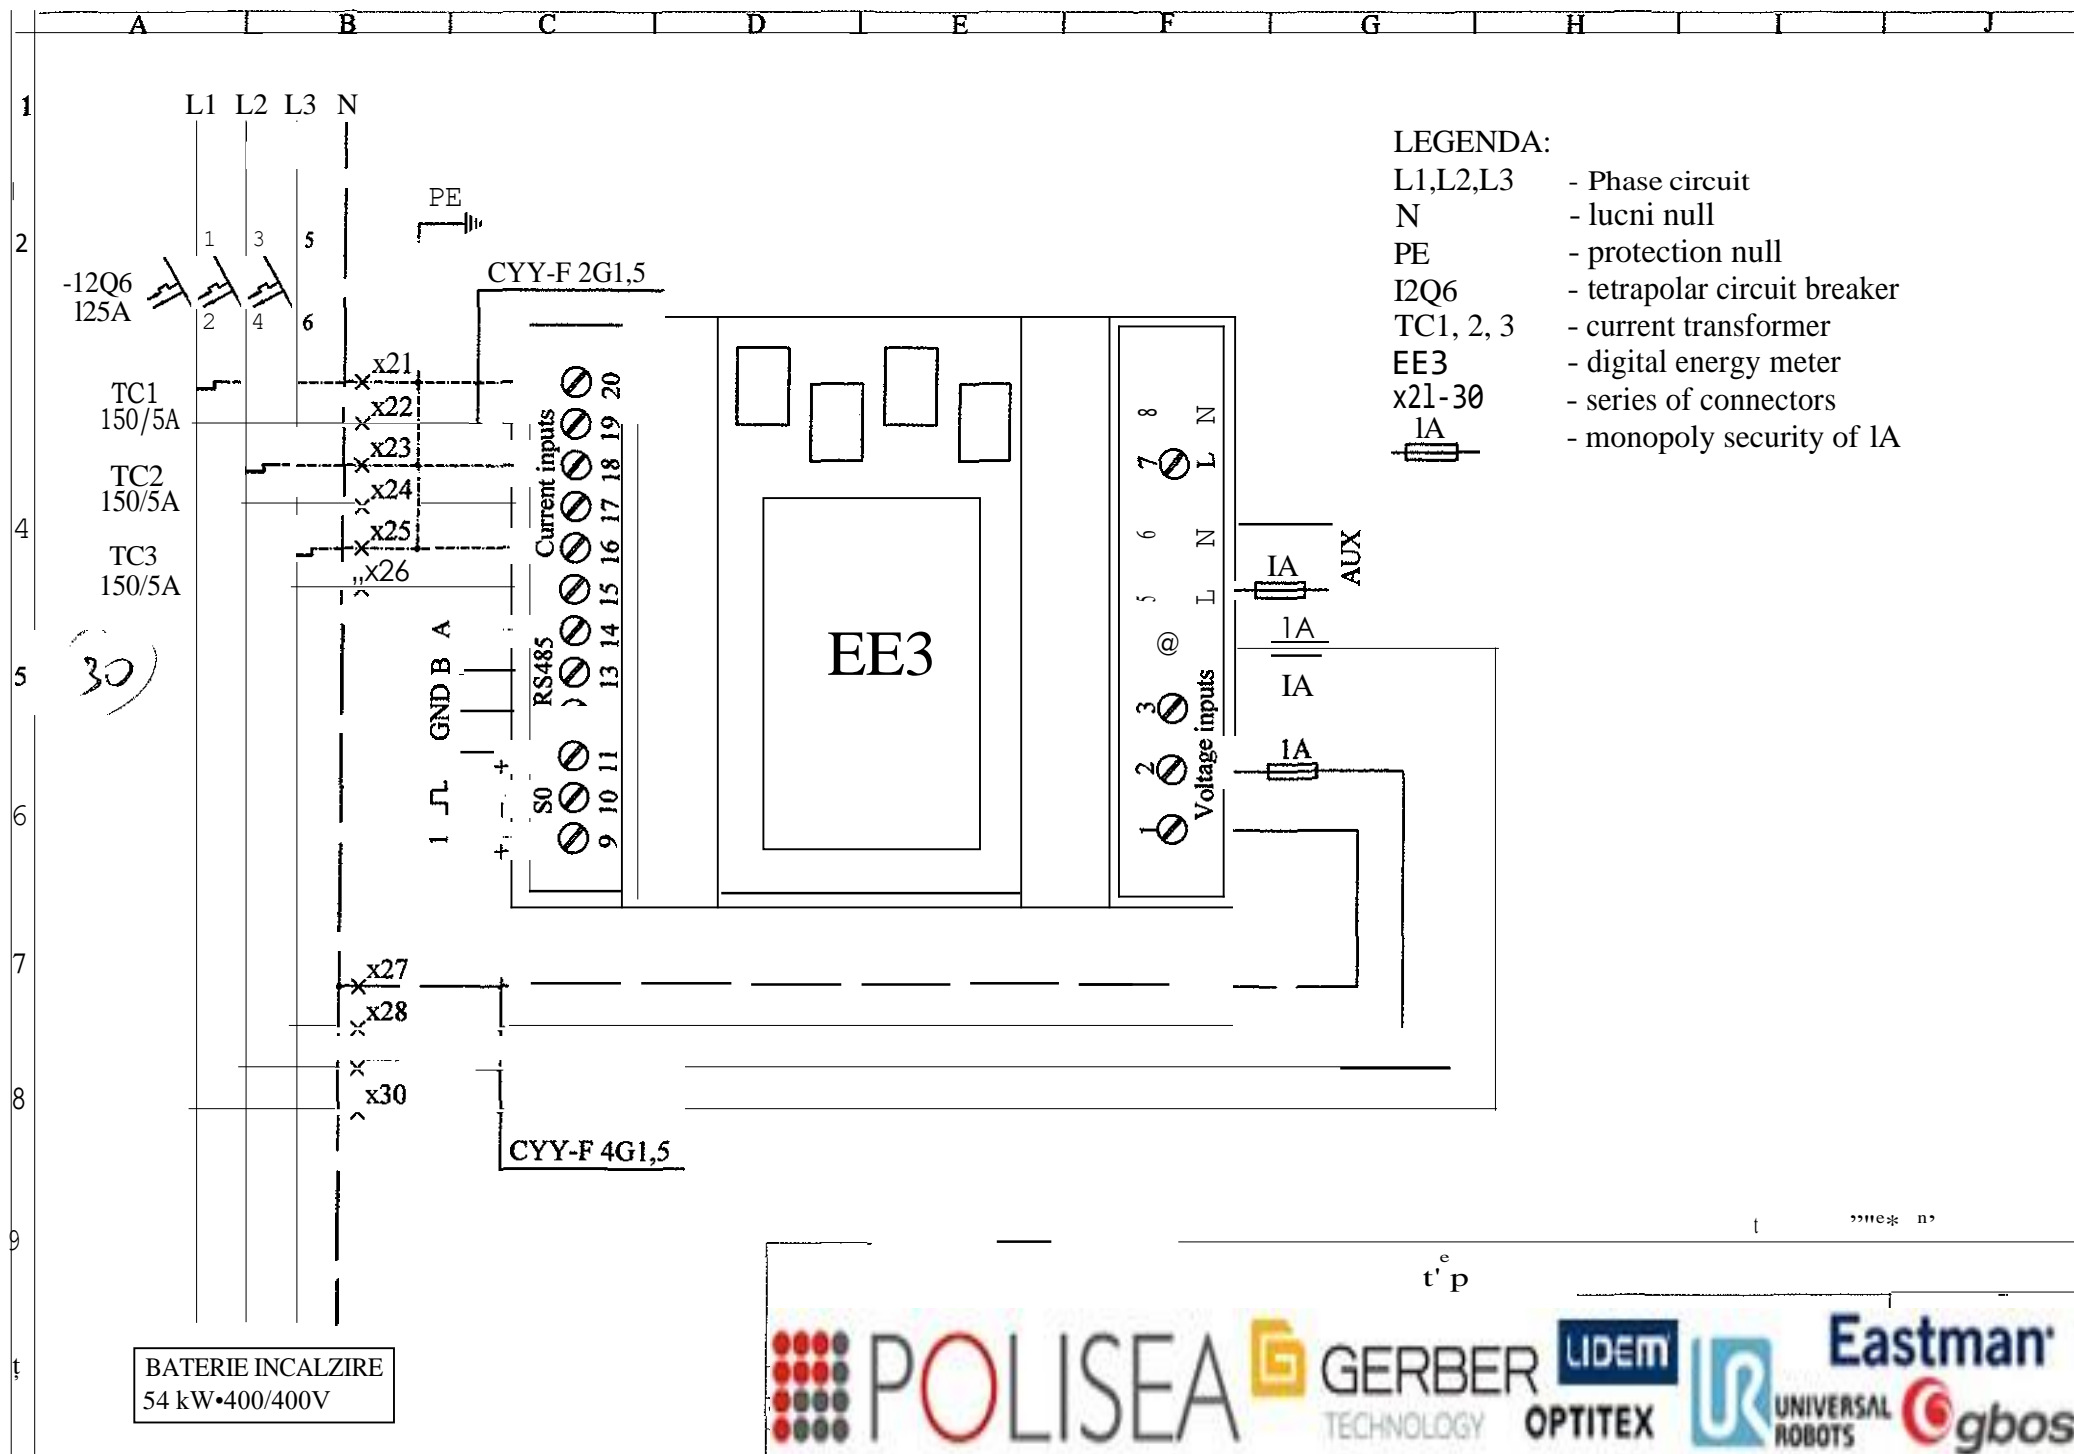 A B C D E F G H I J
1
L1 L2 L3 N
LEGENDA:
L1,L2,L3 - Phase circuit
N - lucni null
PE - protection null
I2Q6 - tetrapolar circuit breaker
TC1, 2, 3 - current transformer
EE3 - digital energy meter
x2l-30 - series of connectors
1A - monopoly security of 1A
PE
2
1 3 5
-12Q6
125A
2 4 6
CYY-F 2G1,5
x21
TC1
150/5A
x22
x23
TC2
150/5A
x24
4
x25
TC3
150/5A
„x26
Current inputs
20
19
18
17
16
15
14
13
11
10
9
RS485
S0
A
B
GND
5
30
6
1
+
-
+
EE3
8 N
7 L
6 N
5 L
@
3
2
1
Voltage inputs
AUX
IA
1A
IA
1A
7
x27
x28
8
x30
CYY-F 4G1,5
9
t ””"e* n’
t' e p
ţ
BATERIE INCALZIRE
54 kW•400/400V
POLISEA
GERBER
TECHNOLOGY
LIDEM
OPTITEX
UR
UNIVERSAL
ROBOTS
Eastman
gbos